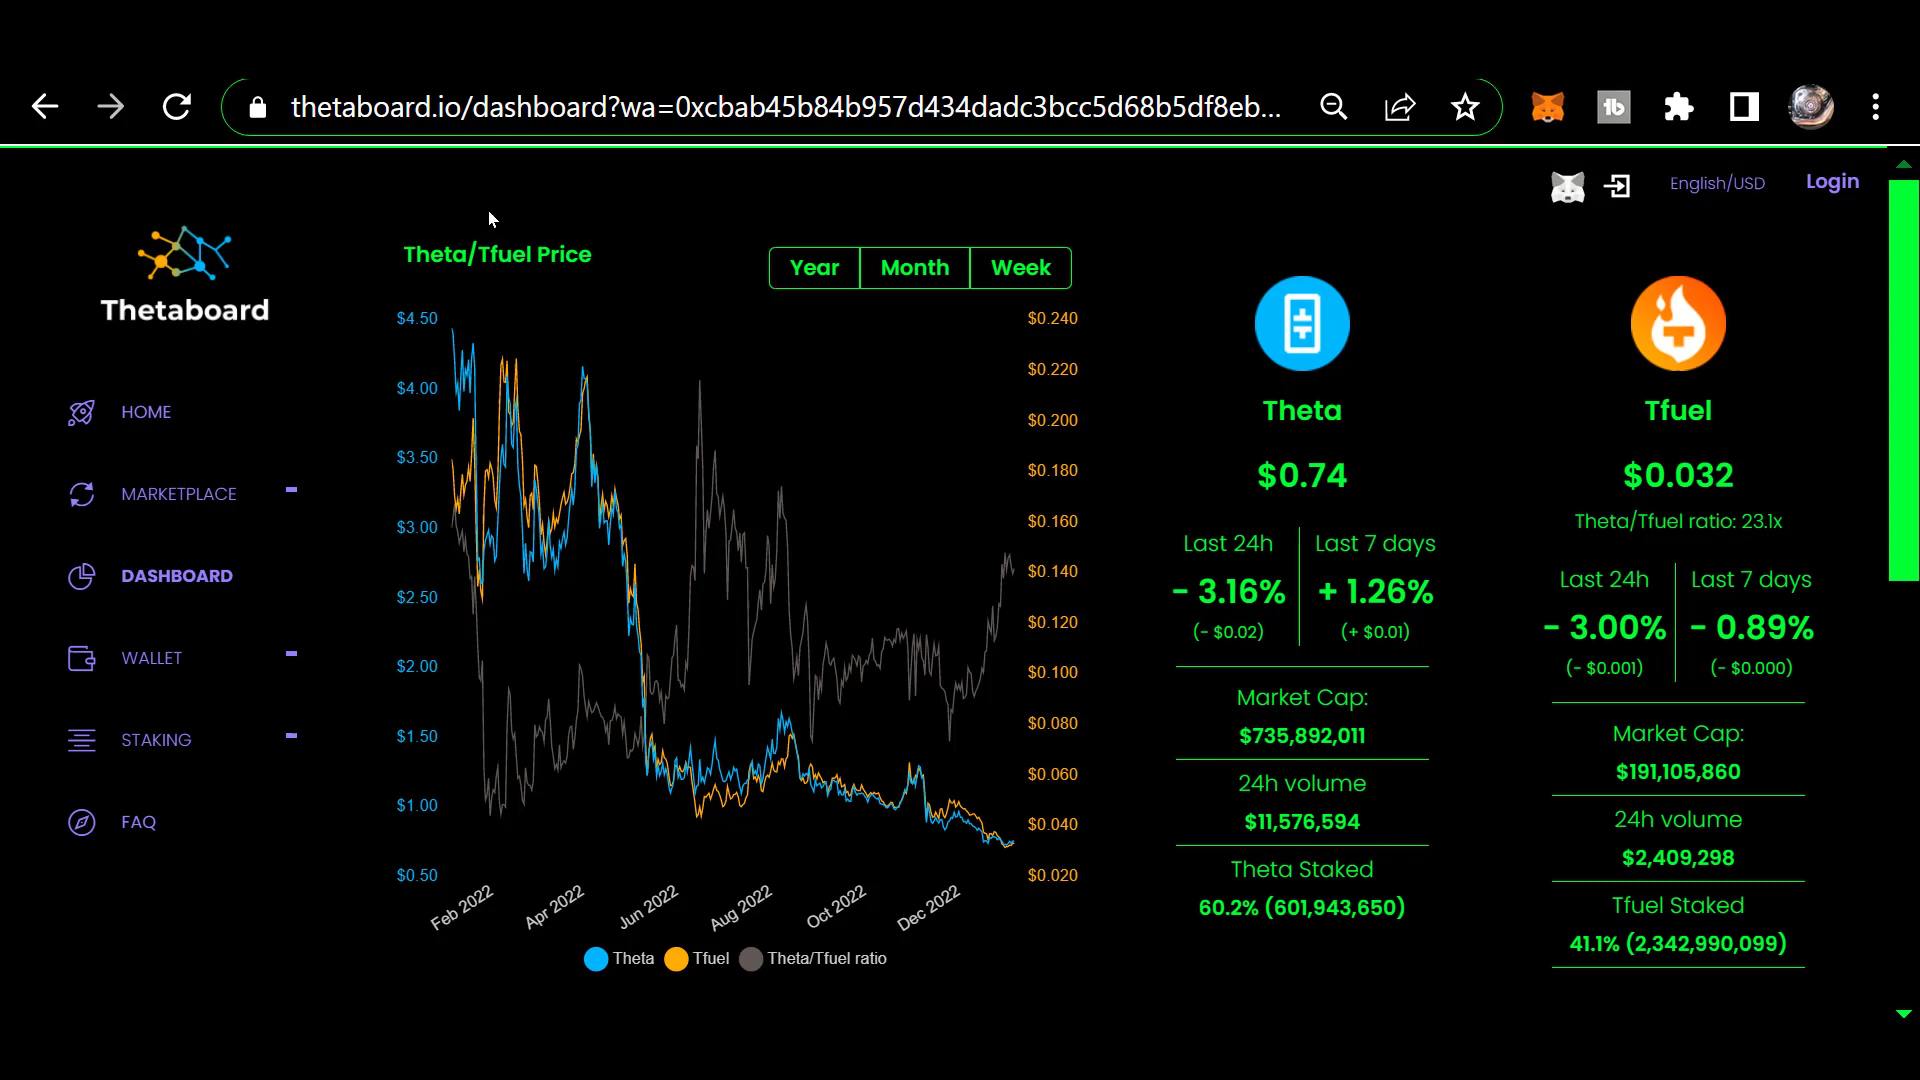 thetaboard.io/dashboard?wa=0xcbab45b84b957d434dadc3bcc5d68b5df8eb...
English/USD
Login
Thetaboard
HOME
MARKETPLACE
DASHBOARD
WALLET
STAKING
FAQ
Theta/Tfuel Price
Year
Month
Week
$4.50
$4.00
$3.50
$3.00
$2.50
$2.00
$1.50
$1.00
$0.50
$0.240
$0.220
$0.200
$0.180
$0.160
$0.140
$0.120
$0.100
$0.080
$0.060
$0.040
$0.020
Feb 2022
Apr 2022
Jun 2022
Aug 2022
Oct 2022
Dec 2022
Theta
Tfuel
Theta/Tfuel ratio
Theta
$0.74
Last 24h
- 3.16%
(- $0.02)
Last 7 days
+ 1.26%
(+ $0.01)
Market Cap:
$735,892,011
24h volume
$11,576,594
Theta Staked
60.2% (601,943,650)
Tfuel
$0.032
Theta/Tfuel ratio: 23.1x
Last 24h
- 3.00%
(- $0.001)
Last 7 days
- 0.89%
(- $0.000)
Market Cap:
$191,105,860
24h volume
$2,409,298
Tfuel Staked
41.1% (2,342,990,099)